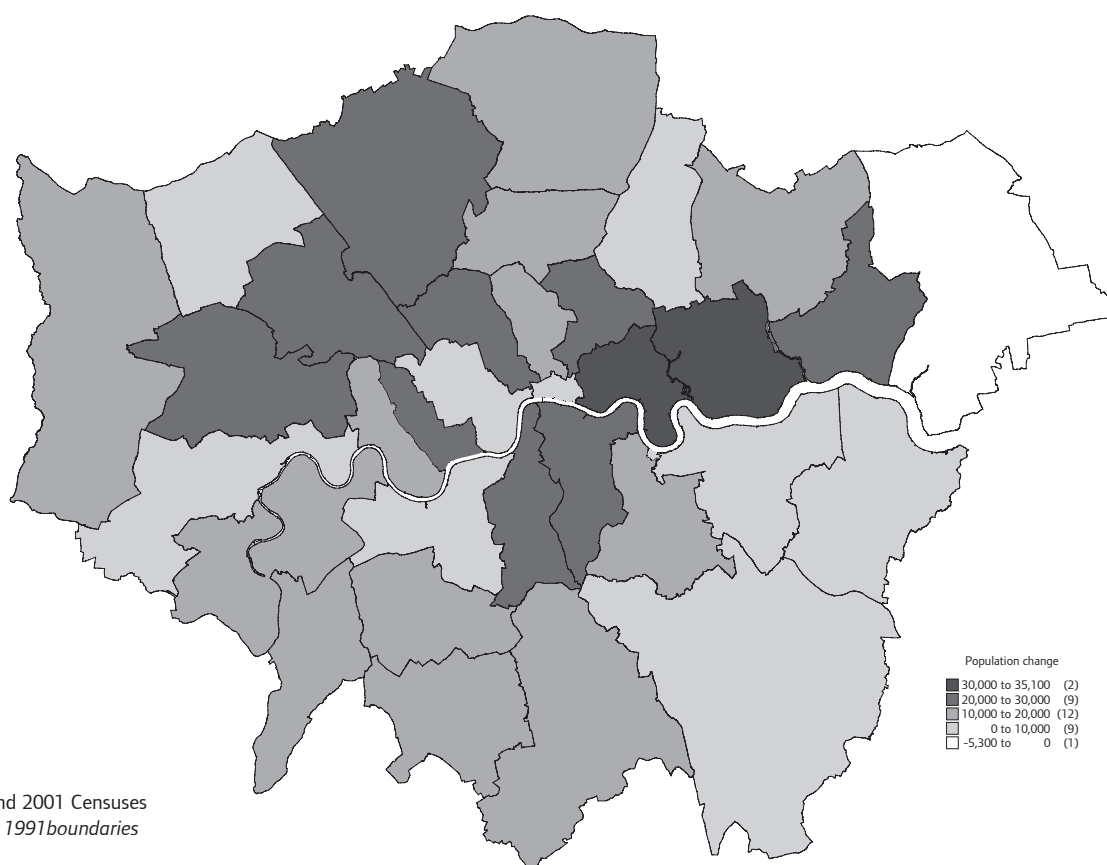 Population change
30,000 to 35,100 (2)
20,000 to 30,000 (9)
10,000 to 20,000 (12)
0 to 10,000 (9)
-5,300 to 0 (1)
nd 2001 Censuses
1991boundaries